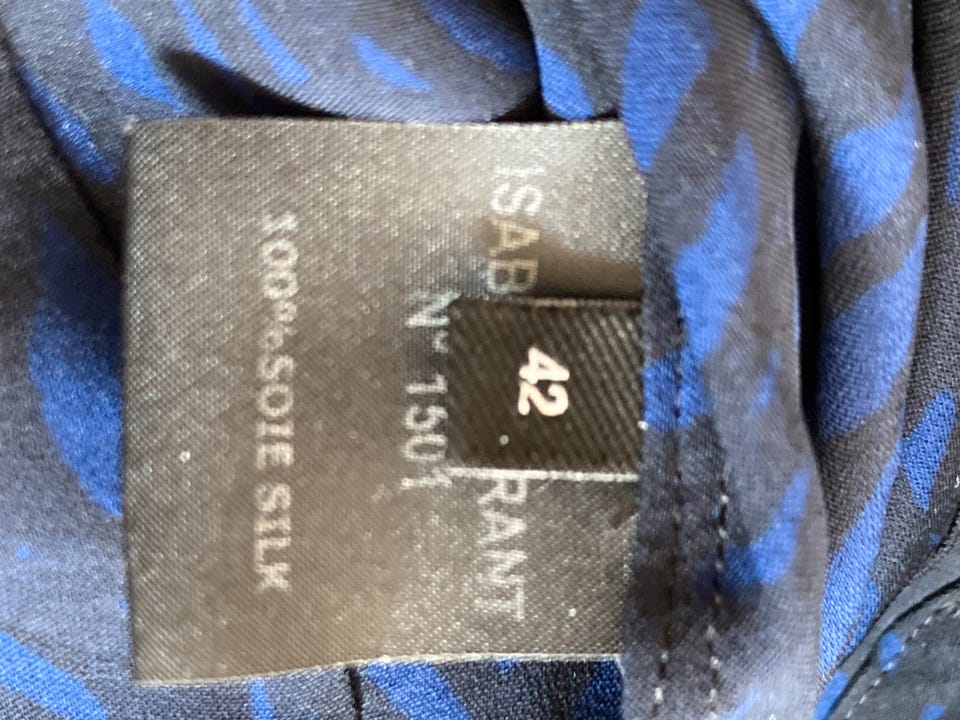 ISAB RANT
42
N° 1501
100%SOIE SILK